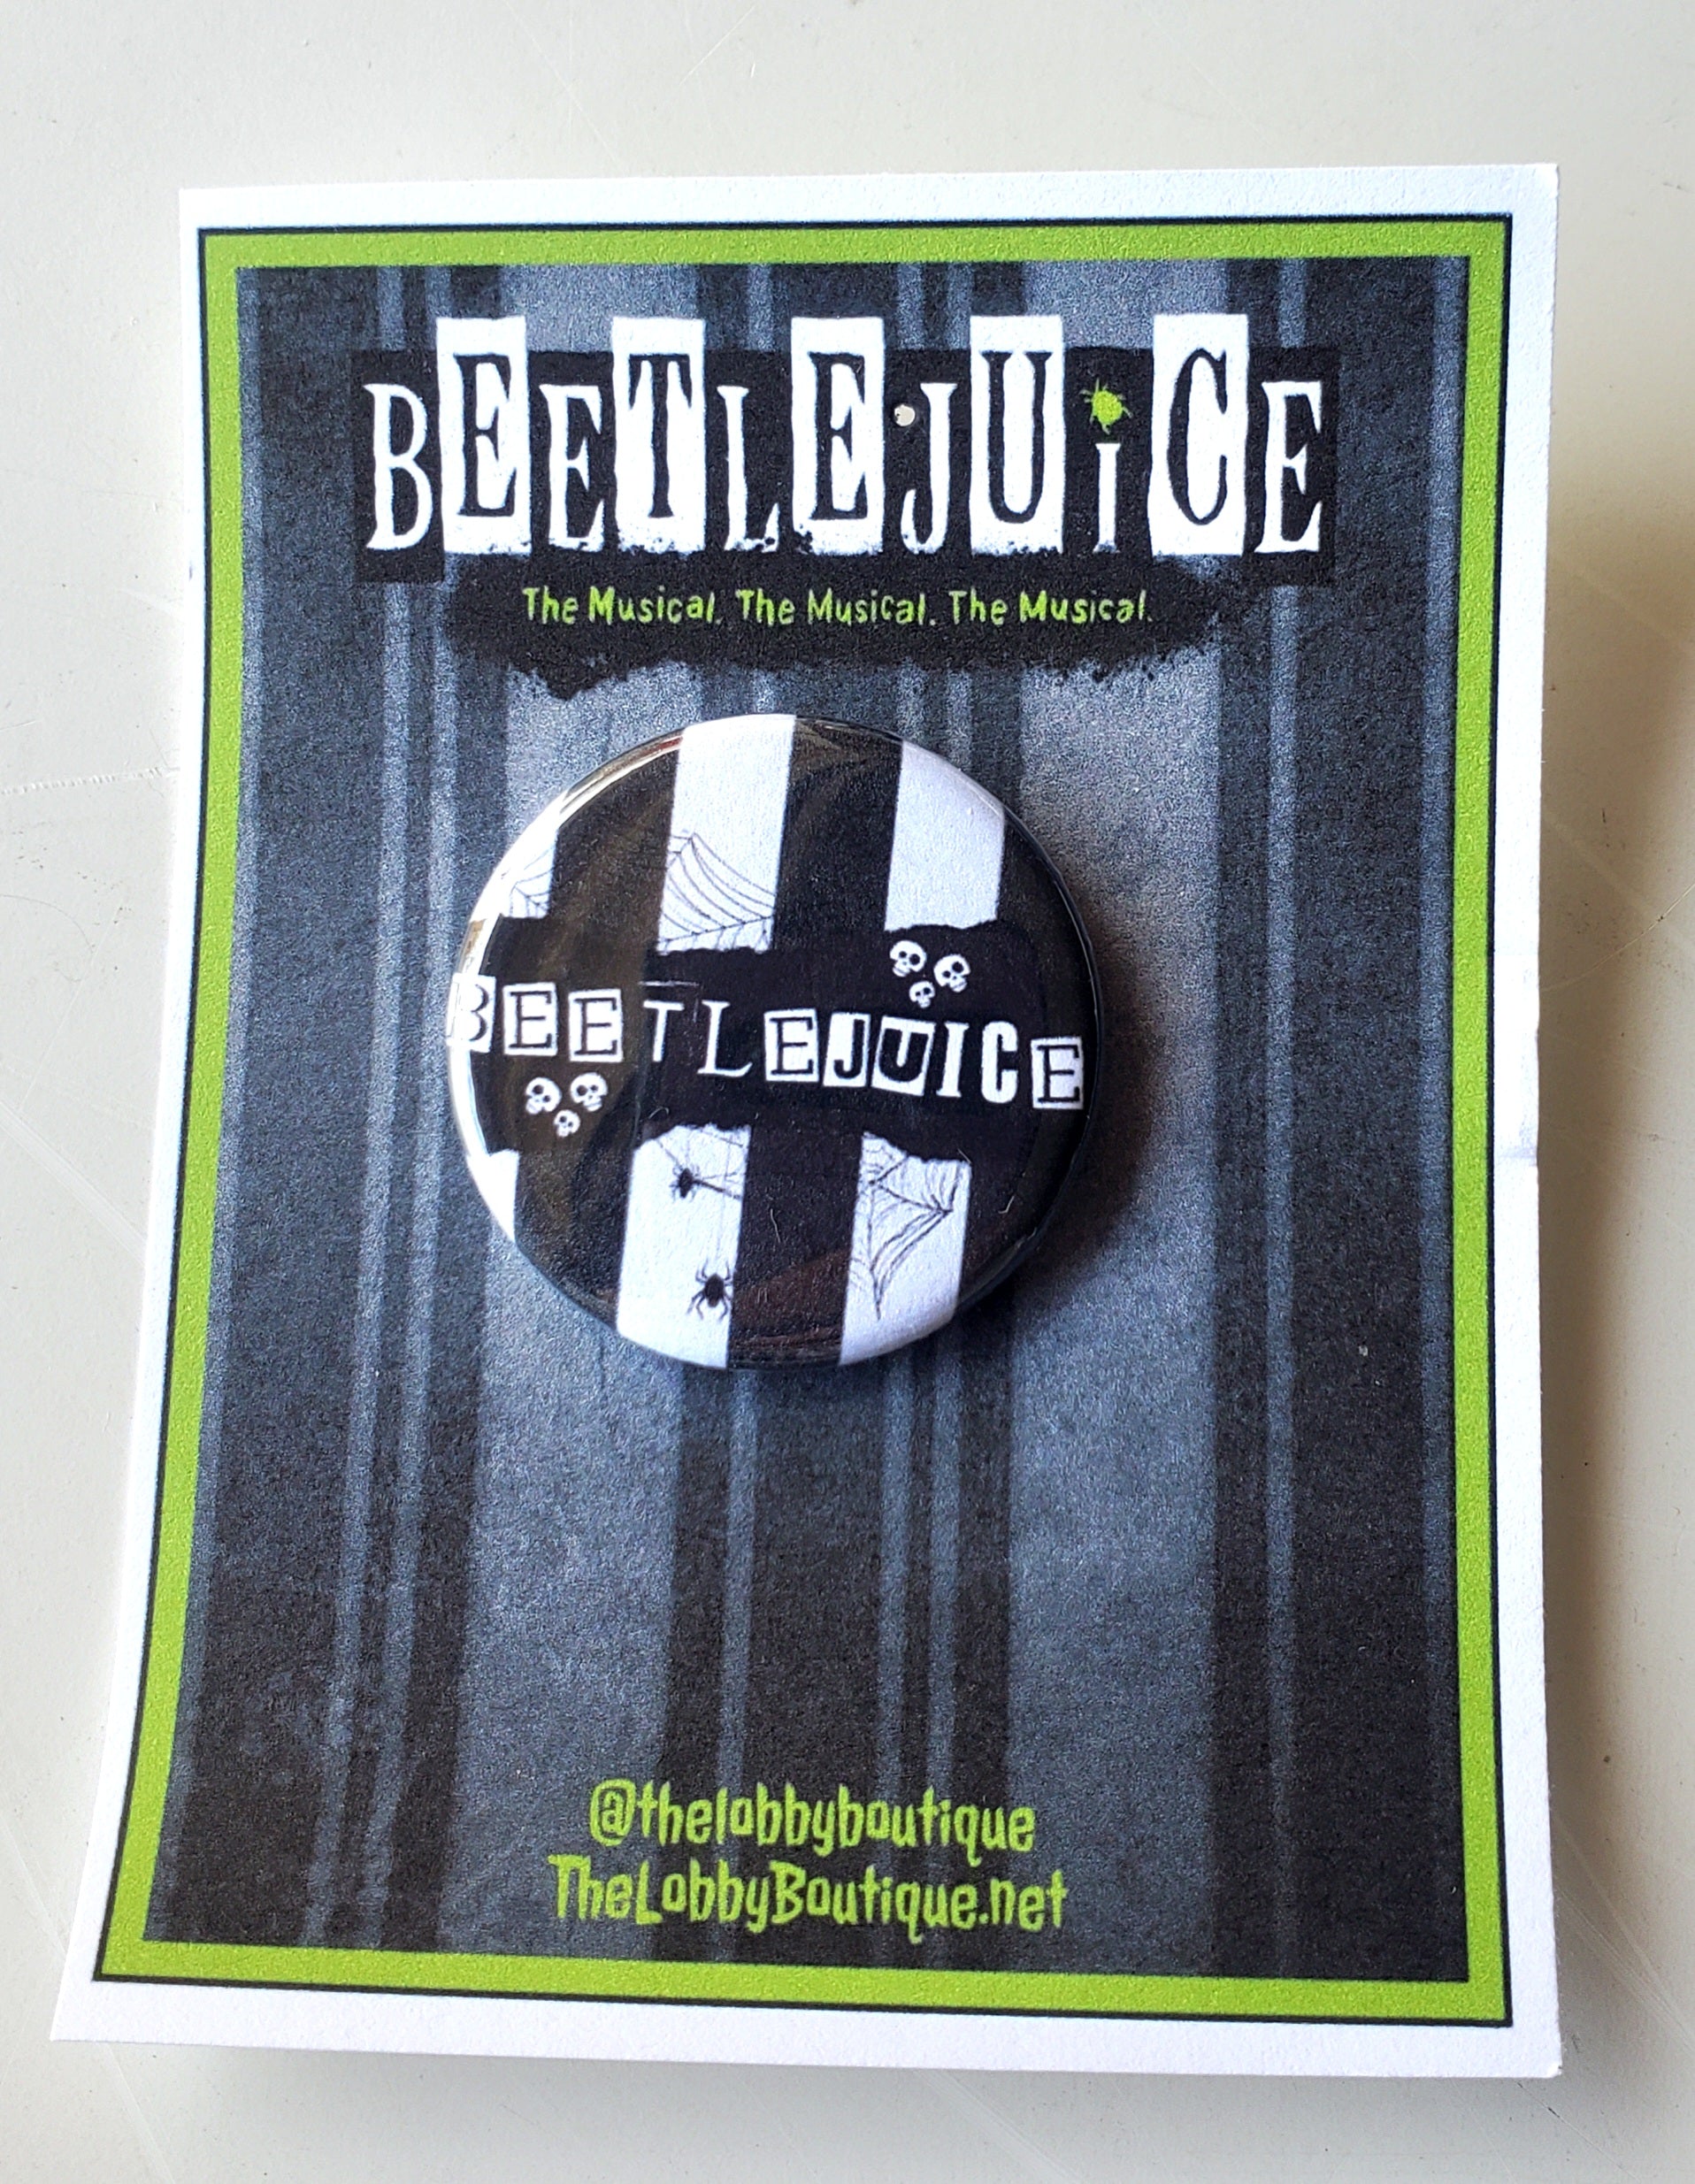 BEETLEJUiCE
The Musical. The Musical. The Musical.
BEETLEJUICE
@thelobbyboutique
TheLobbyBoutique.net